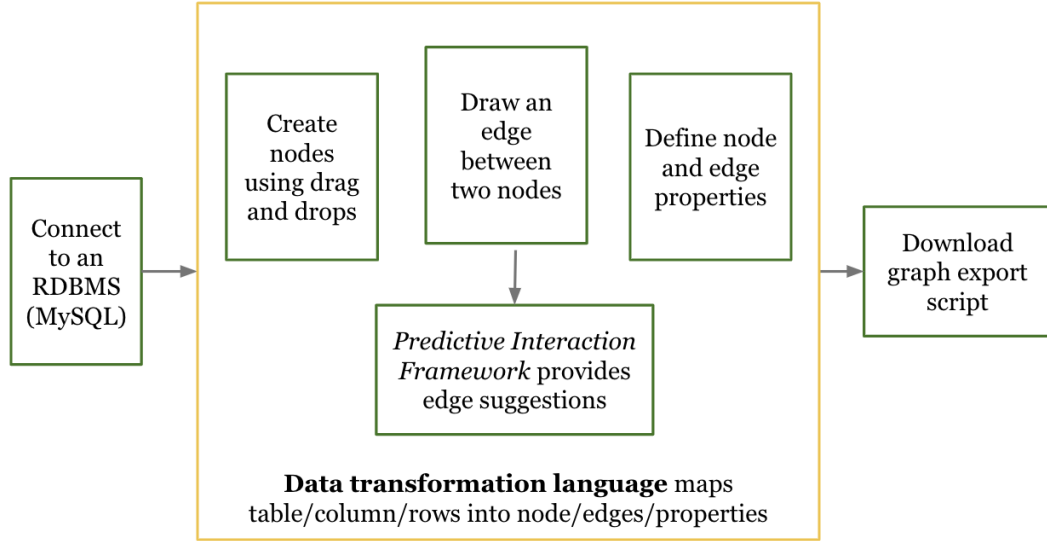 Connect
to an
RDBMS
(MySQL)
Create
nodes
using drag
and drops
Draw an
edge
between
two nodes
Define node
and edge
properties
Predictive Interaction
Framework provides
edge suggestions
Data transformation language maps
table/column/rows into node/edges/properties
Download
graph export
script